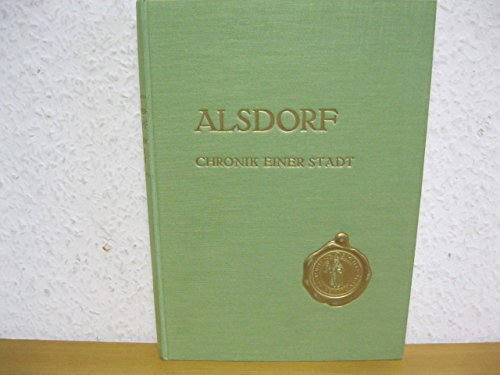 ALSDORF
CHRONIK EINER STADT